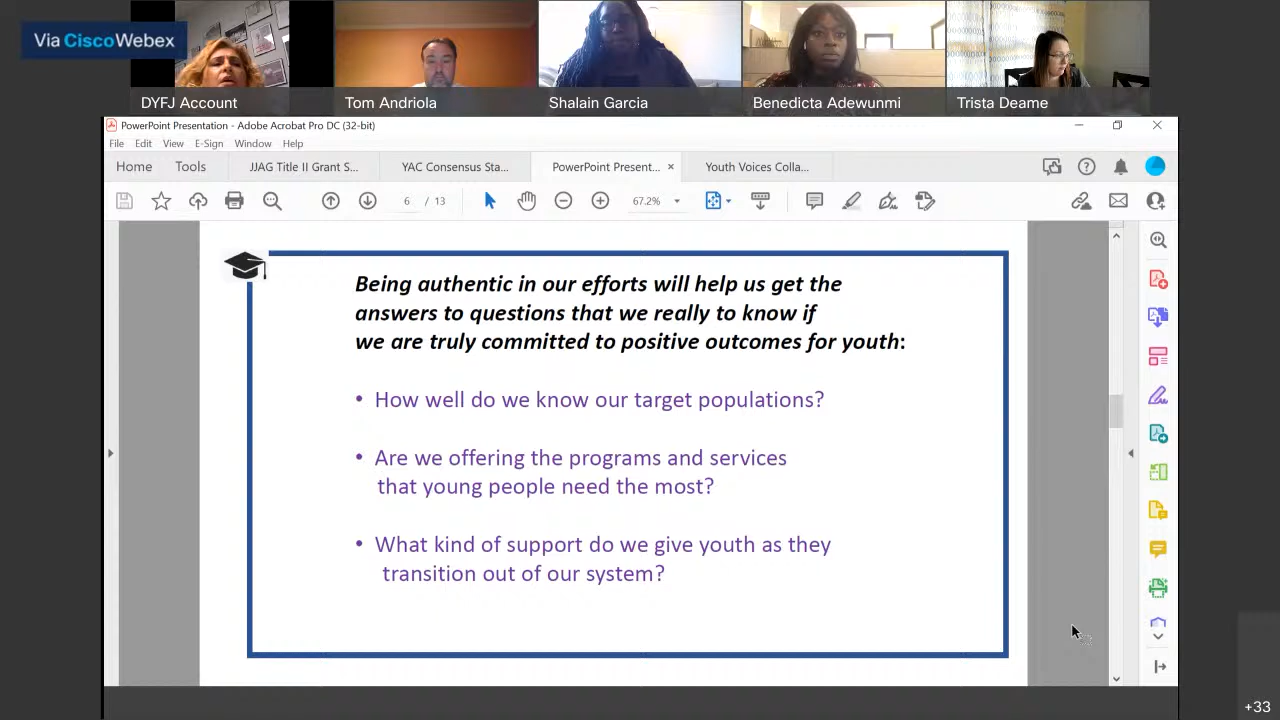 Via Cisco Webex
DYFJ Account
Tom Andriola
Shalain Garcia
Benedicta Adewunmi
Trista Deame
PowerPoint Presentation - Adobe Acrobat Pro DC (32-bit)
File Edit View E-Sign Window Help
Home Tools JJAG Title II Grant S... YAC Consensus Sta... PowerPoint Present... × Youth Voices Colla...
6 / 13 67.2%
Being authentic in our efforts will help us get the
answers to questions that we really to know if
we are truly committed to positive outcomes for youth:
• How well do we know our target populations?
• Are we offering the programs and services
that young people need the most?
• What kind of support do we give youth as they
transition out of our system?
+33